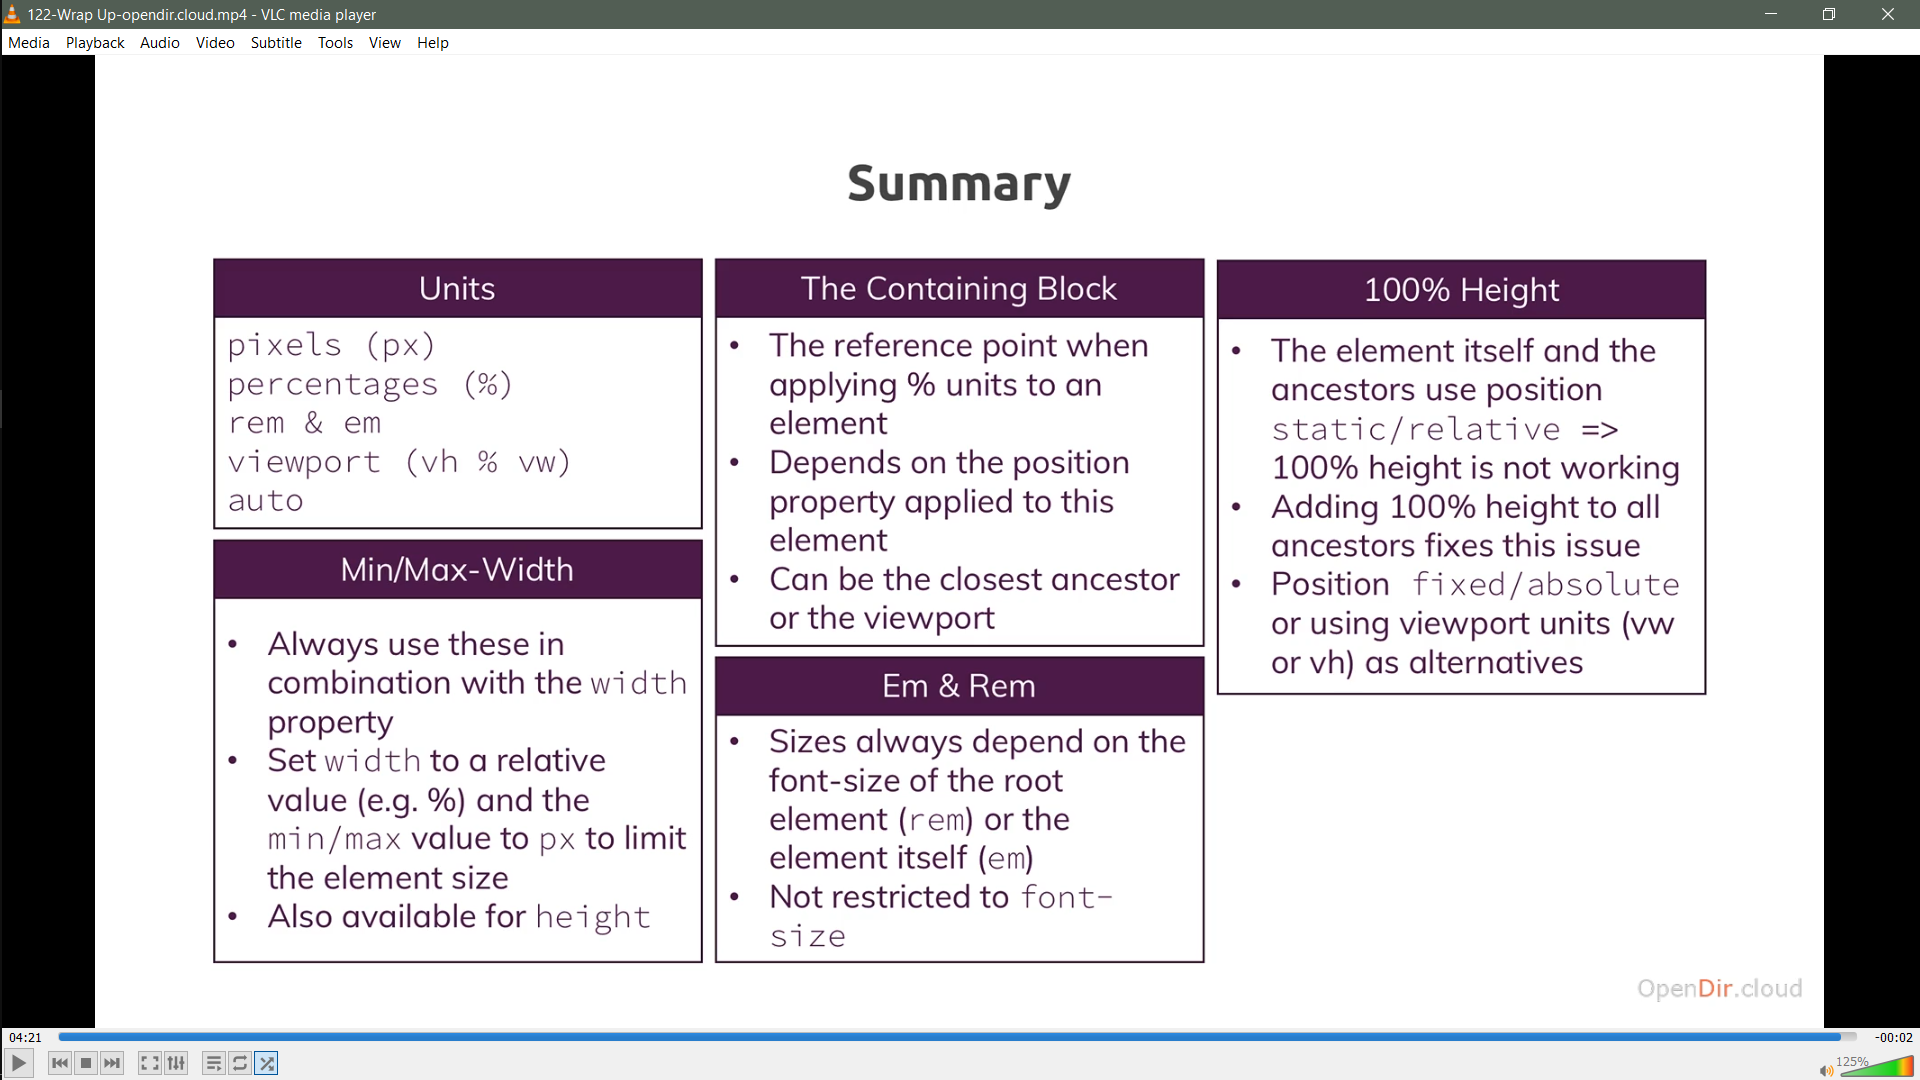 122-Wrap Up-opendir.cloud.mp4 - VLC media player
Media Playback Audio Video Subtitle Tools View Help
Summary
Units
pixels (px)
percentages (%)
rem & em
viewport (vh % vw)
auto
Min/Max-Width
• Always use these in
combination with the width
property
• Set width to a relative
value (e.g. %) and the
min/max value to px to limit
the element size
• Also available for height
The Containing Block
• The reference point when
applying % units to an
element
• Depends on the position
property applied to this
element
• Can be the closest ancestor
or the viewport
Em & Rem
• Sizes always depend on the
font-size of the root
element (rem) or the
element itself (em)
• Not restricted to font-
size
100% Height
• The element itself and the
ancestors use position
static/relative =>
100% height is not working
• Adding 100% height to all
ancestors fixes this issue
• Position fixed/absolute
or using viewport units (vw
or vh) as alternatives
OpenDir.cloud
04:21
-00:02
125%